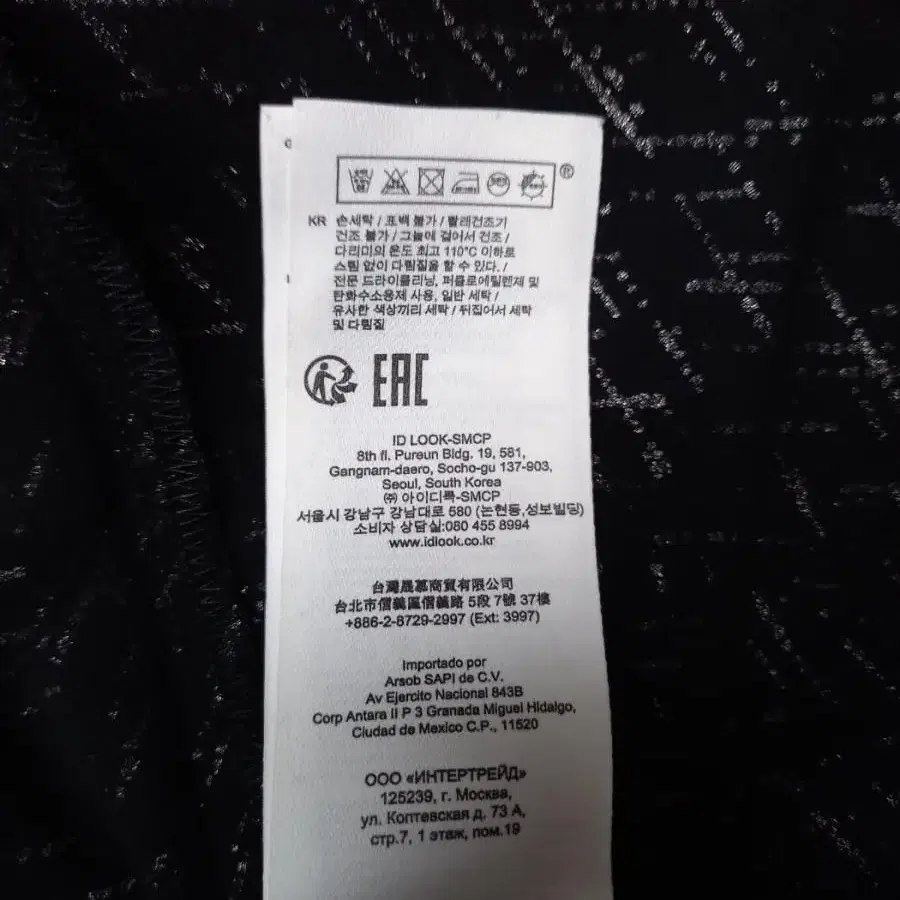 ®
KR 손세탁 / 표백 불가 / 빨래건조기
건조 불가 / 그늘에 걸어서 건조 /
다리미의 온도 최고 110°C 이하로
스팀 없이 다림질을 할 수 있다. /
전문 드라이클리닝, 퍼클로에틸렌제 및
탄화수소용제 사용, 일반 세탁 /
유사한 색상끼리 세탁 / 뒤집어서 세탁
및 다림질
EAC
ID LOOK-SMCP
8th fl. Pureun Bldg. 19, 581,
Gangnam-daero, Socho-gu 137-903,
Seoul, South Korea
㈜ 아이디룩-SMCP
서울시 강남구 강남대로 580 (논현동,성보빌딩)
소비자 상담실:080 455 8994
www.idlook.co.kr
台灣晟慕商貿有限公司
台北市信義區信義路 5段 7號 37樓
+886-2-8729-2997 (Ext: 3997)
Importado por
Arsob SAPI de C.V.
Av Ejercito Nacional 843B
Corp Antara II P 3 Granada Miguel Hidalgo,
Ciudad de Mexico C.P., 11520
ООО «ИНТЕРТРЕЙД»
125239, г. Москва,
ул. Коптевская д. 73 А,
стр.7, 1 этаж, пом.19